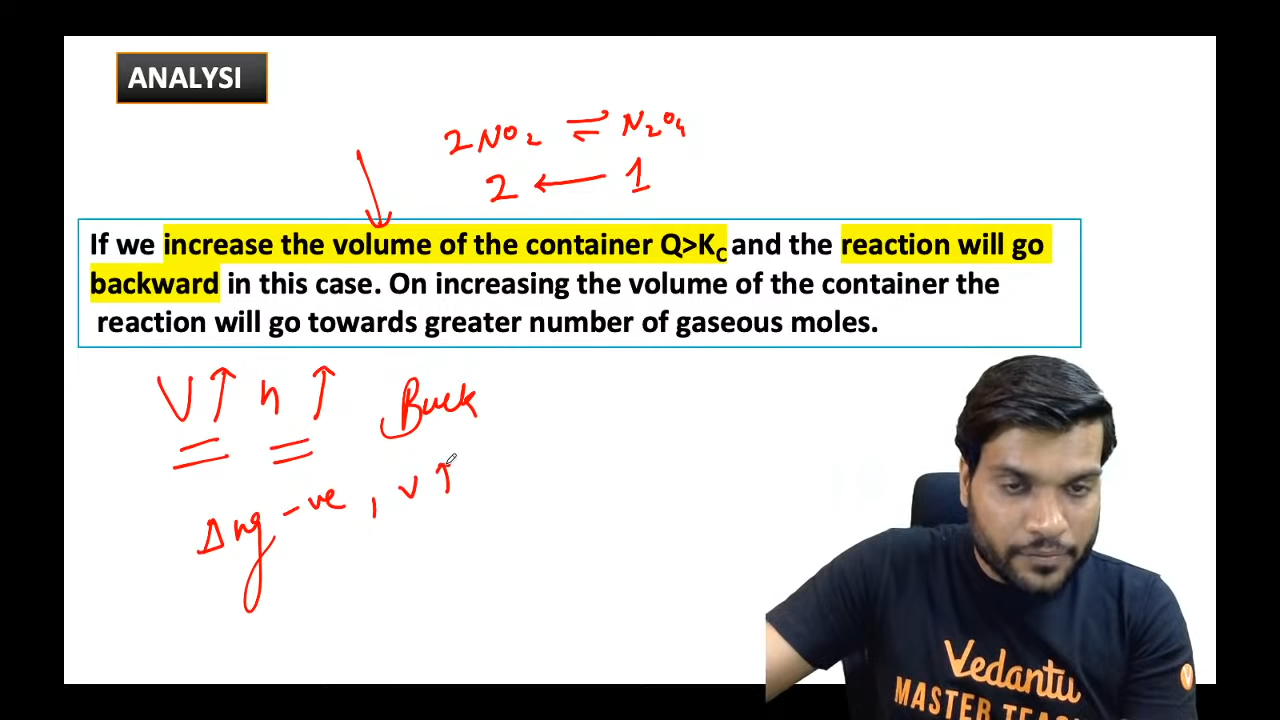 ANALYSI
2NO₂ ⇌ N₂O₄
2 ← 1
If we increase the volume of the container Q>K_C and the reaction will go
backward in this case. On increasing the volume of the container the
reaction will go towards greater number of gaseous moles.
V↑ n↑ Back
Δng -ve, V↑
Vedantu
MASTER TEAC